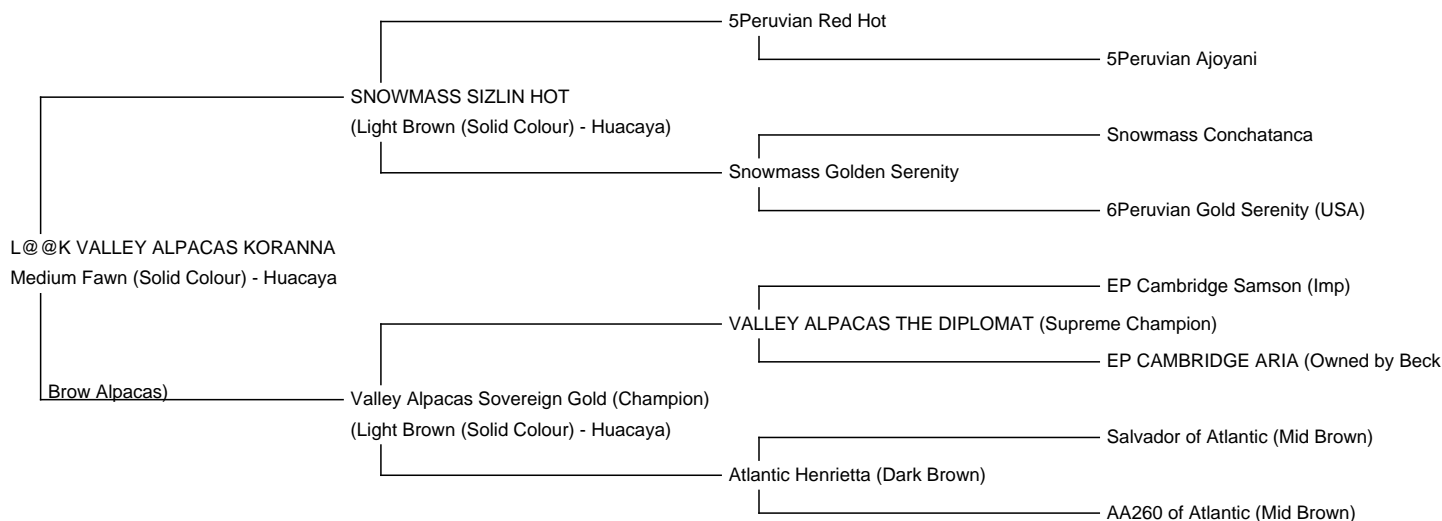 5Peruvian Red Hot
5Peruvian Ajoyani
SNOWMASS SIZLIN HOT
(Light Brown (Solid Colour) - Huacaya)
Snowmass Conchatanca
Snowmass Golden Serenity
6Peruvian Gold Serenity (USA)
L@@K VALLEY ALPACAS KORANNA
Medium Fawn (Solid Colour) - Huacaya
EP Cambridge Samson (Imp)
VALLEY ALPACAS THE DIPLOMAT (Supreme Champion)
EP CAMBRIDGE ARIA (Owned by Beck
Brow Alpacas)
Valley Alpacas Sovereign Gold (Champion)
(Light Brown (Solid Colour) - Huacaya)
Salvador of Atlantic (Mid Brown)
Atlantic Henrietta (Dark Brown)
AA260 of Atlantic (Mid Brown)